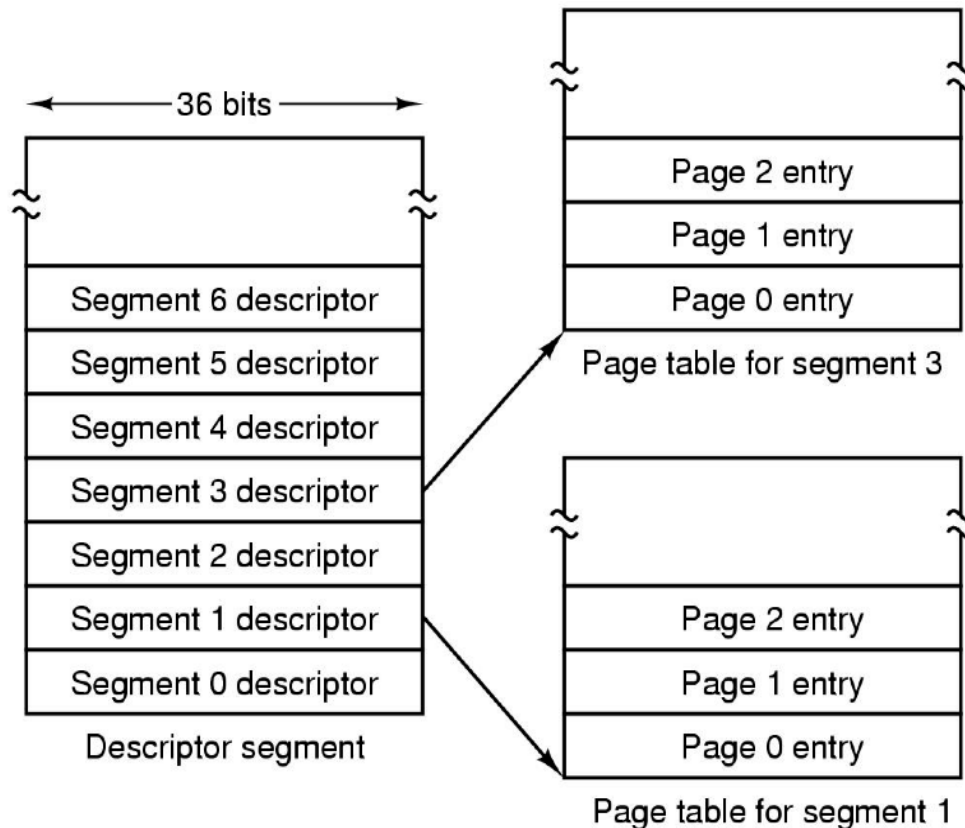 36 bits
Segment 6 descriptor
Segment 5 descriptor
Segment 4 descriptor
Segment 3 descriptor
Segment 2 descriptor
Segment 1 descriptor
Segment 0 descriptor
Descriptor segment
Page 2 entry
Page 1 entry
Page 0 entry
Page table for segment 3
Page 2 entry
Page 1 entry
Page 0 entry
Page table for segment 1